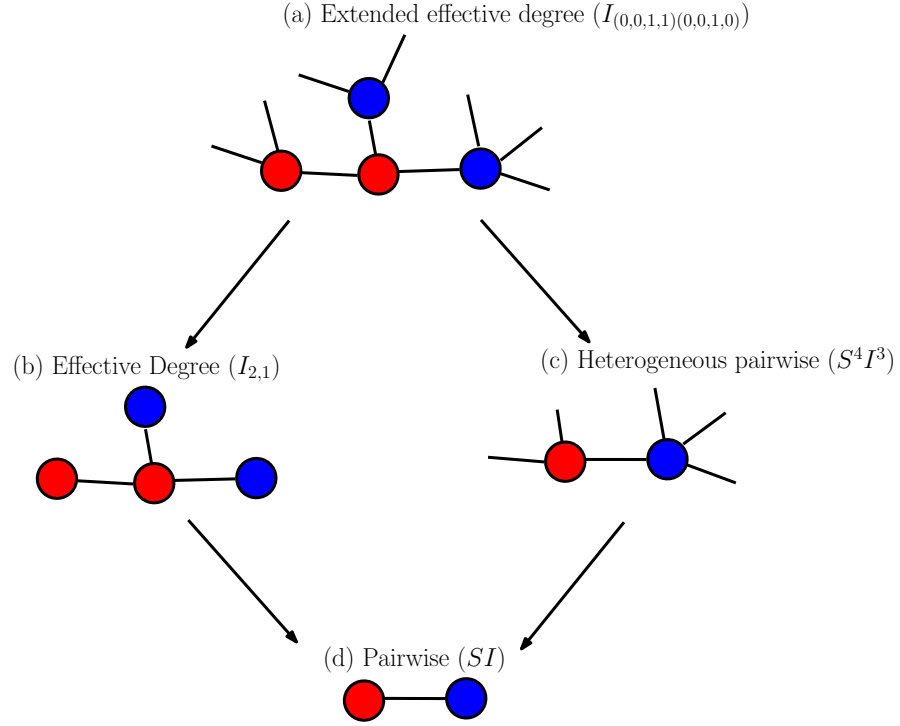 (a) Extended effective degree (I_{(0,0,1,1)(0,0,1,0)})
(b) Effective Degree (I_{2,1})
(c) Heterogeneous pairwise (S^4I^3)
(d) Pairwise (SI)